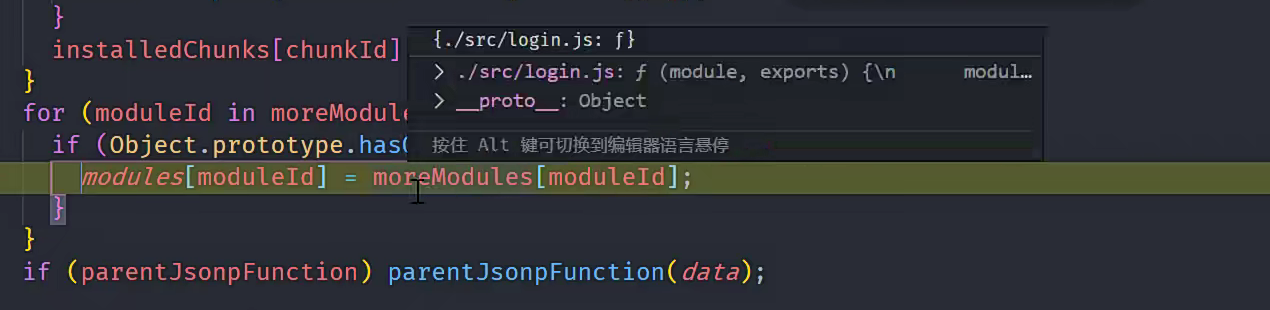 }
installedChunks[chunkId]
}
for (moduleId in moreModule
if (Object.prototype.has
modules[moduleId] = moreModules[moduleId];
}
}
if (parentJsonpFunction) parentJsonpFunction(data);
{./src/login.js: ƒ}
./src/login.js: ƒ (module, exports) {\n modul…
__proto__: Object
按住 Alt 键可切换到编辑器语言悬停